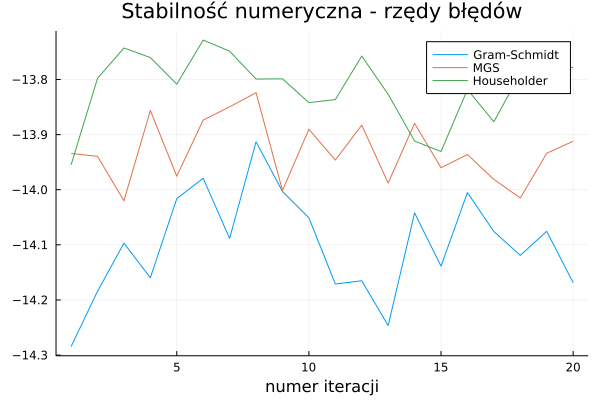 Stabilność numeryczna - rzędy błędów
Gram-Schmidt
MGS
Householder
−13.8
−13.9
−14.0
−14.1
−14.2
−14.3
5
10
15
20
numer iteracji